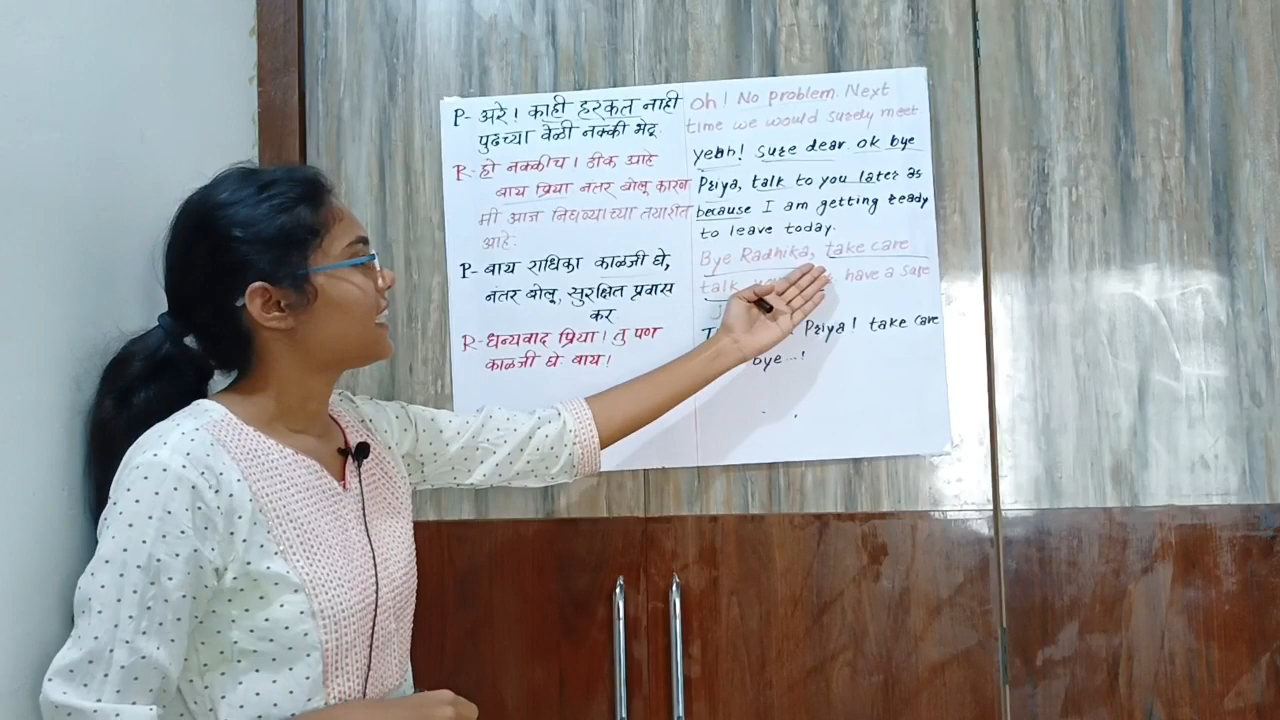 P- अरे! काही हरकत नाही
पुढच्या वेळी नक्की भेटू.
R- हो नक्कीच! ठीक आहे
बाय प्रिया नंतर बोलू कारण
मी आज निघण्याच्या तयारीत
आहे.
P- बाय राधिका काळजी घे,
नंतर बोलू, सुरक्षित प्रवास
कर
R- धन्यवाद प्रिया! तु पण
काळजी घे. बाय!
Oh! No problem. Next
time we would surely meet
yeah! Sure dear. ok bye
Priya, talk to you later as
because I am getting ready
to leave today.
Bye Radhika, take care
talk have a safe
Priya! take care
bye...!